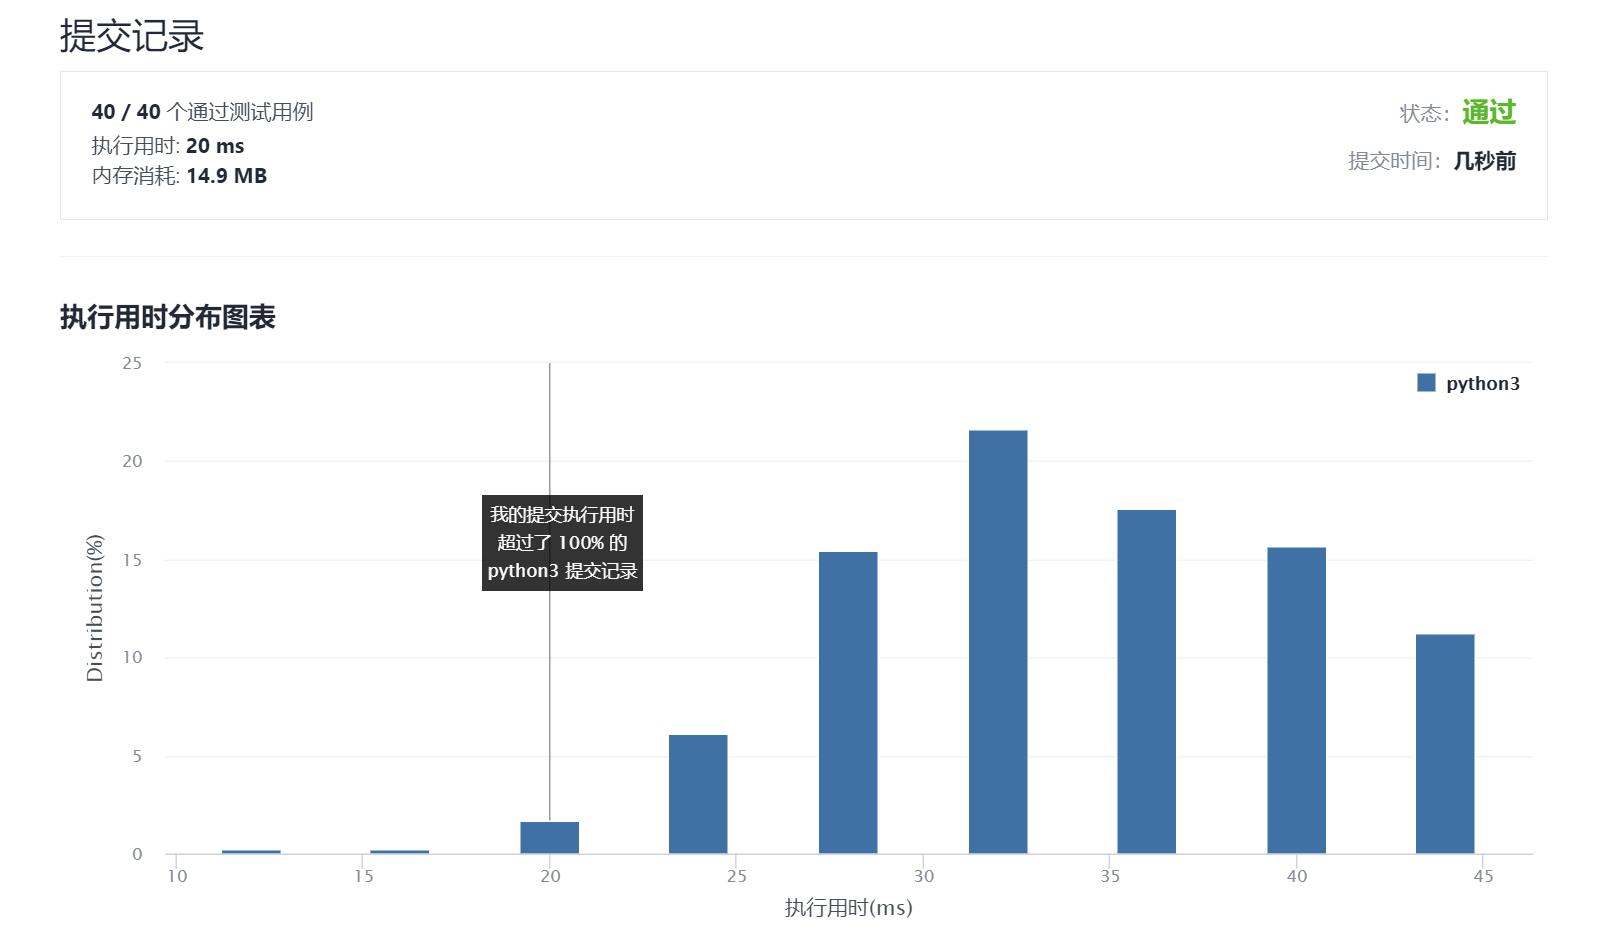 提交记录
40 / 40 个通过测试用例
状态：通过
执行用时: 20 ms
提交时间：几秒前
内存消耗: 14.9 MB
执行用时分布图表
25
python3
20
我的提交执行用时
超过了 100% 的
python3 提交记录
15
Distribution(%)
10
5
0
10 15 20 25 30 35 40 45
执行用时(ms)